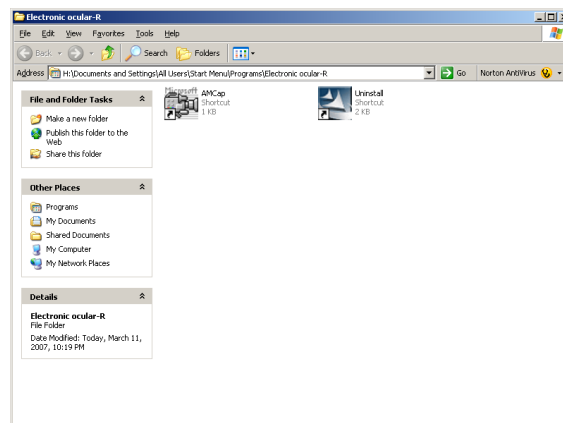 Electronic ocular-R
File Edit View Favorites Tools Help
Back Search Folders
Address H:\Documents and Settings\All Users\Start Menu\Programs\Electronic ocular-R Go Norton AntiVirus
File and Folder Tasks
Make a new folder
Publish this folder to the
Web
Share this folder
Other Places
Programs
My Documents
Shared Documents
My Computer
My Network Places
Details
Electronic ocular-R
File Folder
Date Modified: Today, March 11,
2007, 10:19 PM
Microsoft
AMCap
Shortcut
1 KB
Uninstall
Shortcut
2 KB